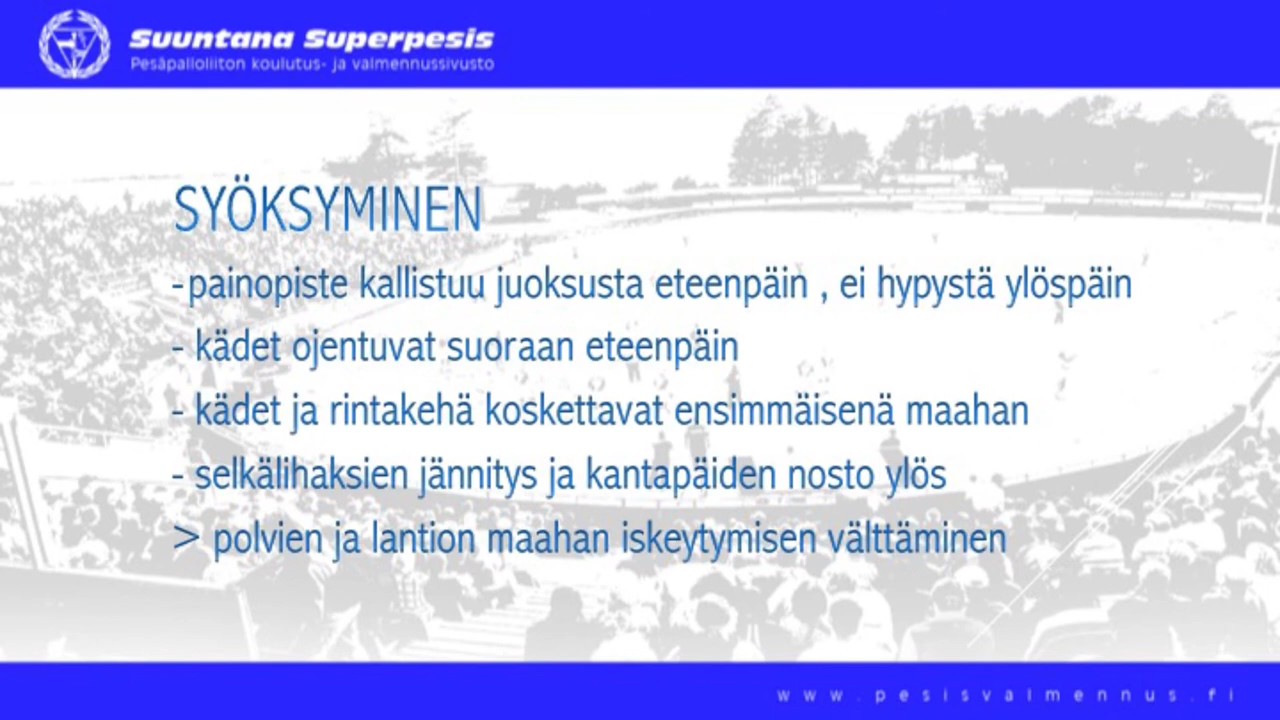 Suuntana Superpesis
Pesäpalloliiton koulutus- ja valmennussivusto
SYÖKSYMINEN
-painopiste kallistuu juoksusta eteenpäin , ei hypystä ylöspäin
- kädet ojentuvat suoraan eteenpäin
- kädet ja rintakehä koskettavat ensimmäisenä maahan
- selkälihaksien jännitys ja kantapäiden nosto ylös
> polvien ja lantion maahan iskeytymisen välttäminen
www.pesisvalmennus.fi